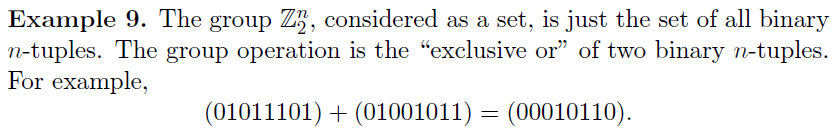 Example 9. The group ℤ₂ⁿ, considered as a set, is just the set of all binary
n-tuples. The group operation is the “exclusive or” of two binary n-tuples.
For example,
(01011101) + (01001011) = (00010110).